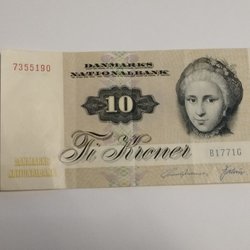 7355190
DANMARKS
NATIONALBANK
10
Ti Kroner
DANMARKS
NATIONALBANK
B1771G